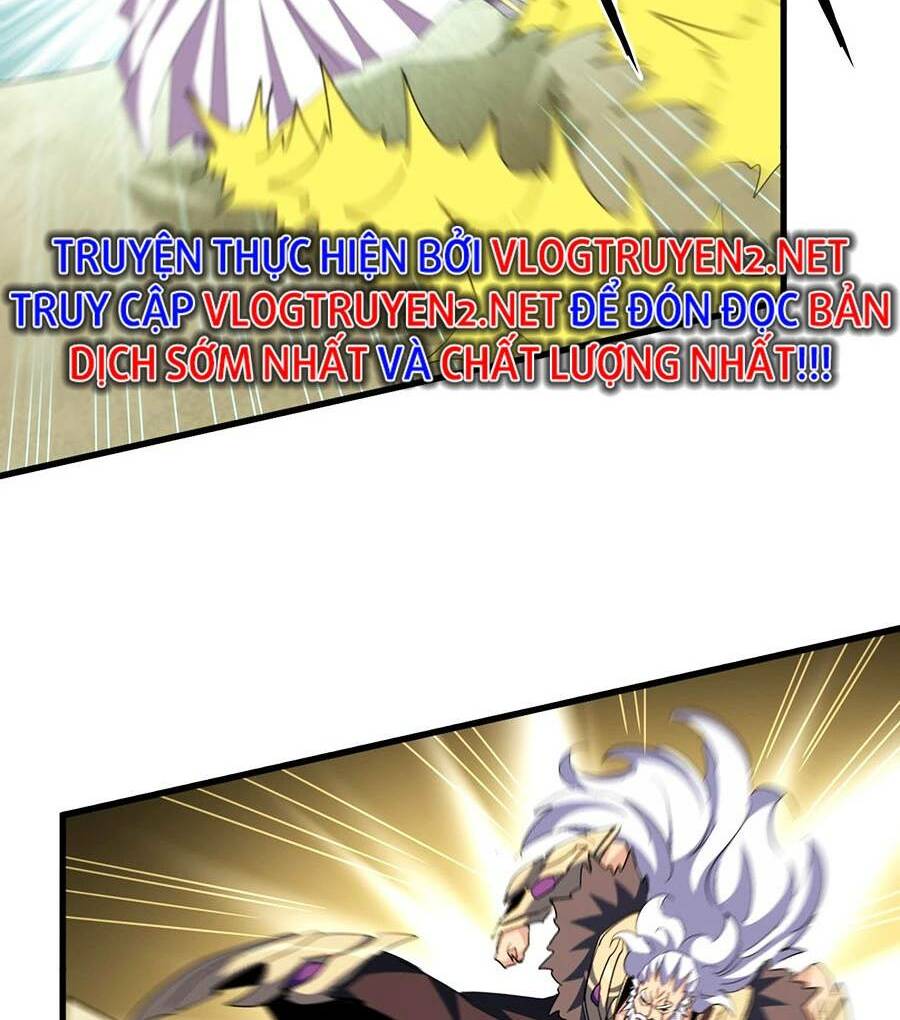 TRUYỆN THỰC HIỆN BỞI VLOGTRUYEN2.NET
TRUY CẬP VLOGTRUYEN2.NET ĐỂ ĐÓN ĐỌC BẢN
DỊCH SỚM NHẤT VÀ CHẤT LƯỢNG NHẤT!!!